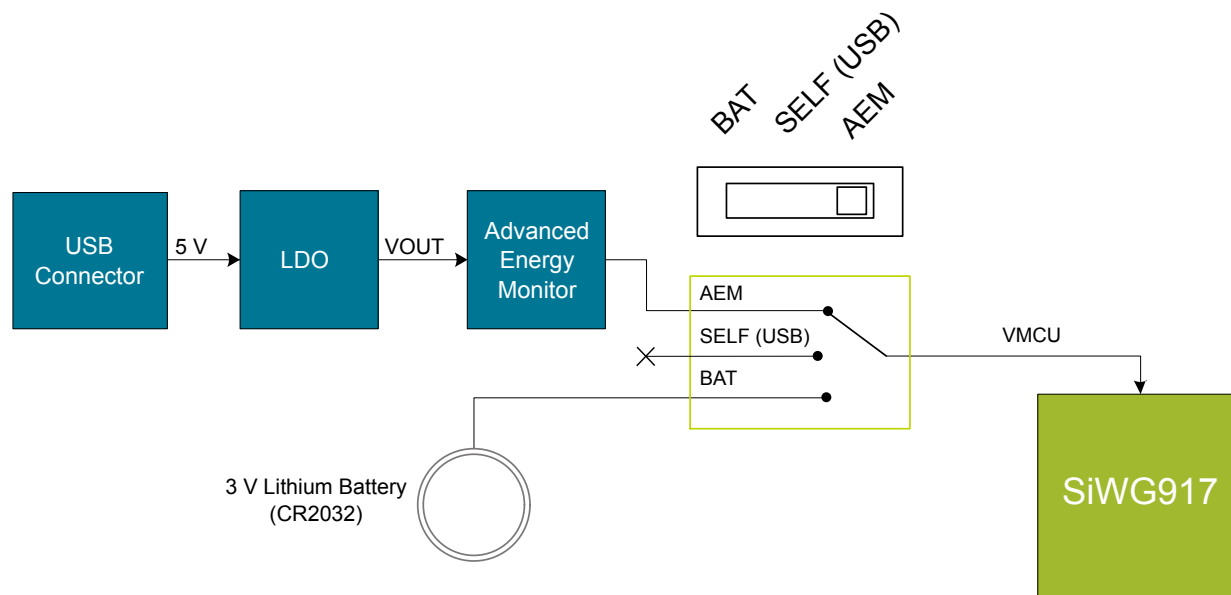 BAT
SELF (USB)
AEM
USB
Connector
5 V
LDO
VOUT
Advanced
Energy
Monitor
AEM
SELF (USB)
BAT
VMCU
3 V Lithium Battery
(CR2032)
SiWG917